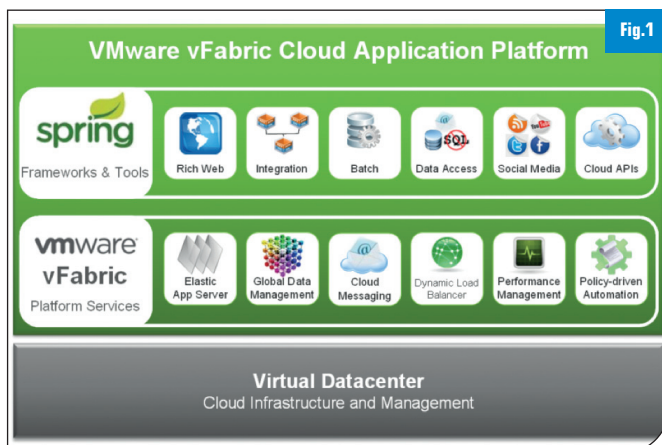 Fig.1
VMware vFabric Cloud Application Platform
spring
Frameworks & Tools
Rich Web
Integration
Batch
SQL
Data Access
Social Media
Cloud APIs
vmware®
vFabric
Platform Services
Elastic
App Server
Global Data
Management
Cloud
Messaging
Dynamic Load
Balancer
Performance
Management
Policy-driven
Automation
Virtual Datacenter
Cloud Infrastructure and Management